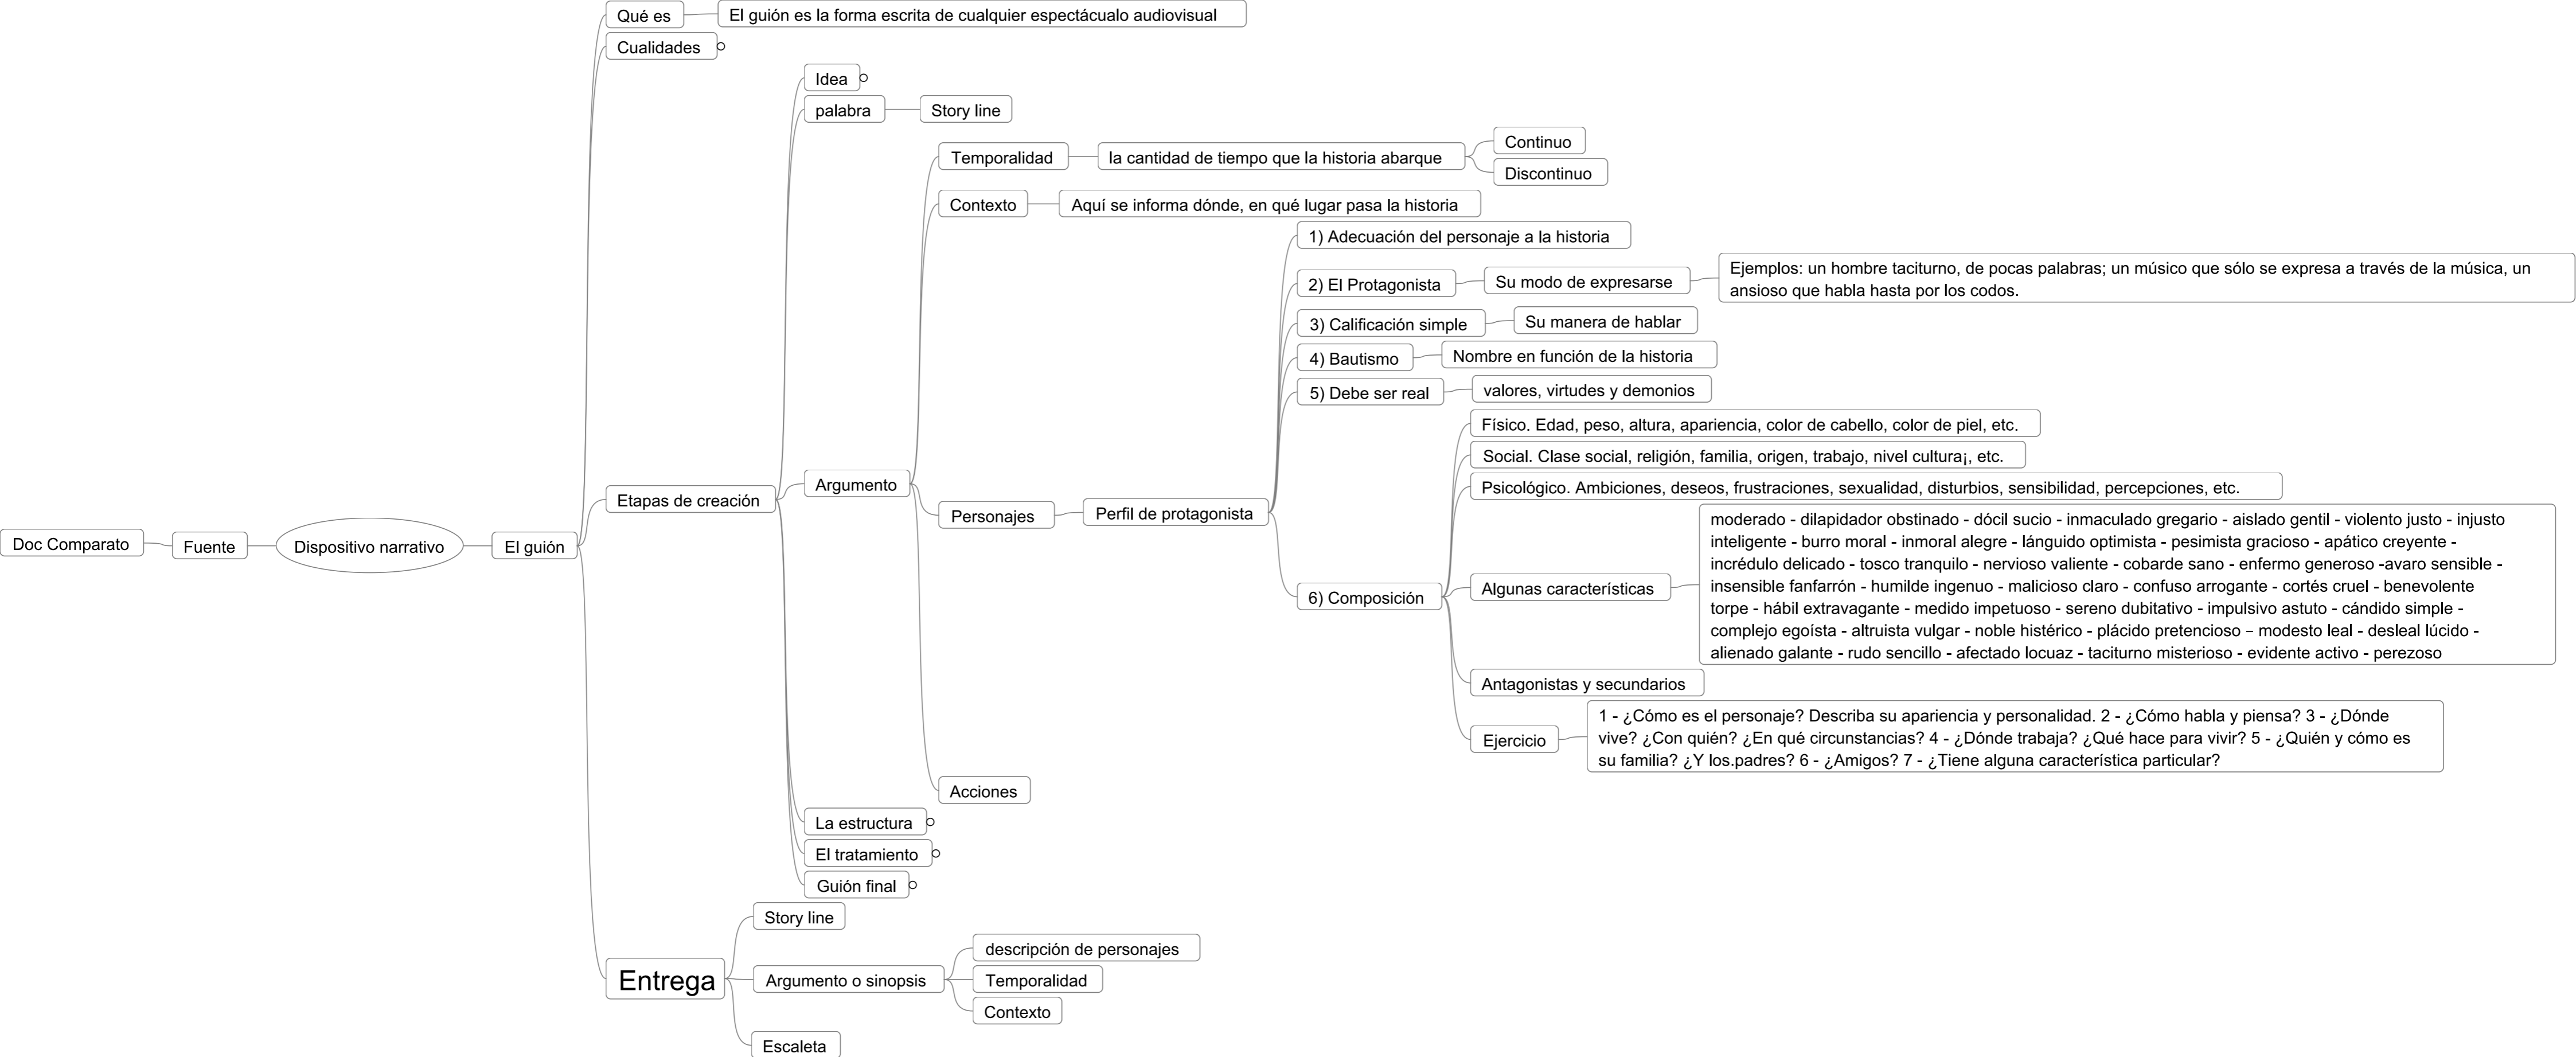 Doc Comparato
Fuente
Dispositivo narrativo
El guión
Qué es
El guión es la forma escrita de cualquier espectácualo audiovisual
Cualidades
Etapas de creación
Idea
palabra
Story line
Argumento
Temporalidad
la cantidad de tiempo que la historia abarque
Continuo
Discontinuo
Contexto
Aquí se informa dónde, en qué lugar pasa la historia
Personajes
Perfil de protagonista
1) Adecuación del personaje a la historia
2) El Protagonista
Su modo de expresarse
Ejemplos: un hombre taciturno, de pocas palabras; un músico que sólo se expresa a través de la música, un
ansioso que habla hasta por los codos.
3) Calificación simple
Su manera de hablar
4) Bautismo
Nombre en función de la historia
5) Debe ser real
valores, virtudes y demonios
6) Composición
Físico. Edad, peso, altura, apariencia, color de cabello, color de piel, etc.
Social. Clase social, religión, familia, origen, trabajo, nivel cultura¡, etc.
Psicológico. Ambiciones, deseos, frustraciones, sexualidad, disturbios, sensibilidad, percepciones, etc.
Algunas características
moderado - dilapidador obstinado - dócil sucio - inmaculado gregario - aislado gentil - violento justo - injusto
inteligente - burro moral - inmoral alegre - lánguido optimista - pesimista gracioso - apático creyente -
incrédulo delicado - tosco tranquilo - nervioso valiente - cobarde sano - enfermo generoso -avaro sensible -
insensible fanfarrón - humilde ingenuo - malicioso claro - confuso arrogante - cortés cruel - benevolente
torpe - hábil extravagante - medido impetuoso - sereno dubitativo - impulsivo astuto - cándido simple -
complejo egoísta - altruista vulgar - noble histérico - plácido pretencioso – modesto leal - desleal lúcido -
alienado galante - rudo sencillo - afectado locuaz - taciturno misterioso - evidente activo - perezoso
Antagonistas y secundarios
Ejercicio
1 - ¿Cómo es el personaje? Describa su apariencia y personalidad. 2 - ¿Cómo habla y piensa? 3 - ¿Dónde
vive? ¿Con quién? ¿En qué circunstancias? 4 - ¿Dónde trabaja? ¿Qué hace para vivir? 5 - ¿Quién y cómo es
su familia? ¿Y los.padres? 6 - ¿Amigos? 7 - ¿Tiene alguna característica particular?
Acciones
La estructura
El tratamiento
Guión final
Entrega
Story line
Argumento o sinopsis
descripción de personajes
Temporalidad
Contexto
Escaleta